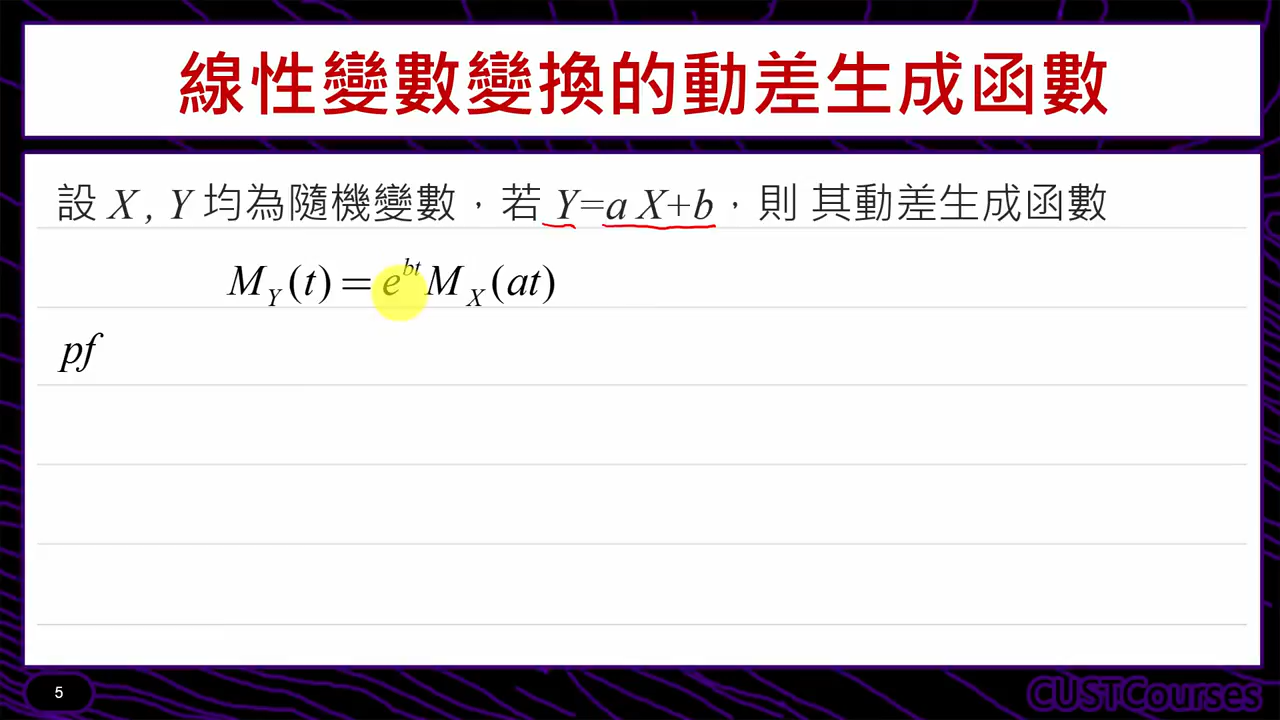 線性變數變換的動差生成函數
設 X , Y 均為隨機變數，若 Y=a X+b，則 其動差生成函數
M_Y(t) = e^{bt} M_X(at)
pf
5
CUSTCourses